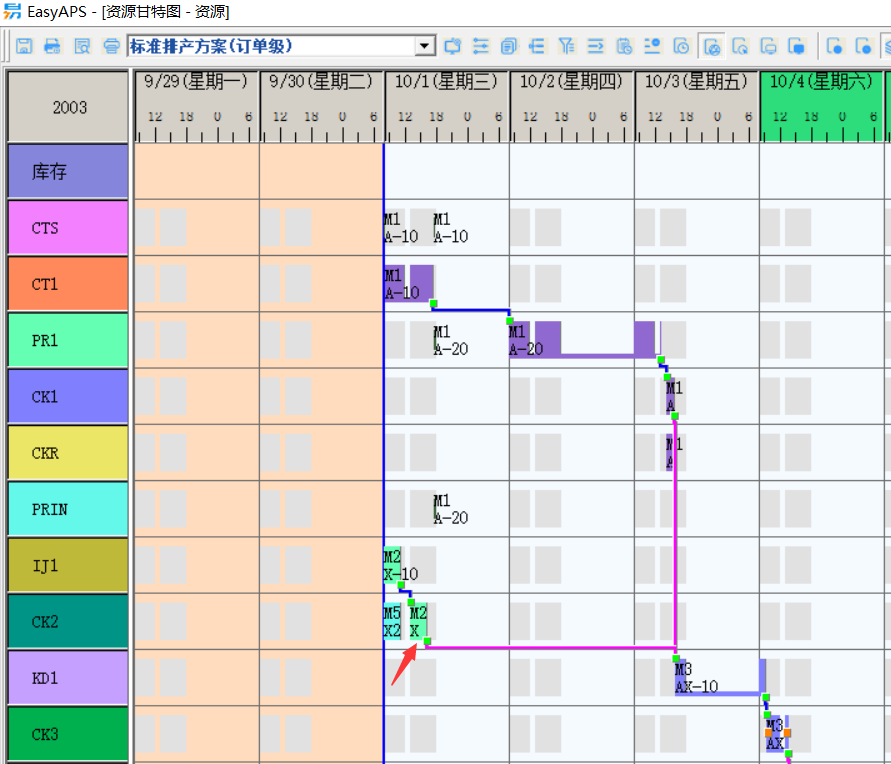 EasyAPS - [资源甘特图 - 资源]
标准排产方案(订单级)
2003
9/29(星期一) 9/30(星期二) 10/1(星期三) 10/2(星期四) 10/3(星期五) 10/4(星期六)
12 18 0 6 12 18 0 6 12 18 0 6 12 18 0 6 12 18 0 6 12 18 0 6
库存
CTS
M1 M1
A-10 A-10
CT1
M1
A-10
PR1
M1 M1
A-20 A-20
CK1
M1
A
CKR
M1
A
PRIN
M1
A-20
IJ1
M2
X-10
CK2
M5 M2
X2 X
KD1
M3
AX-10
CK3
M3
AX